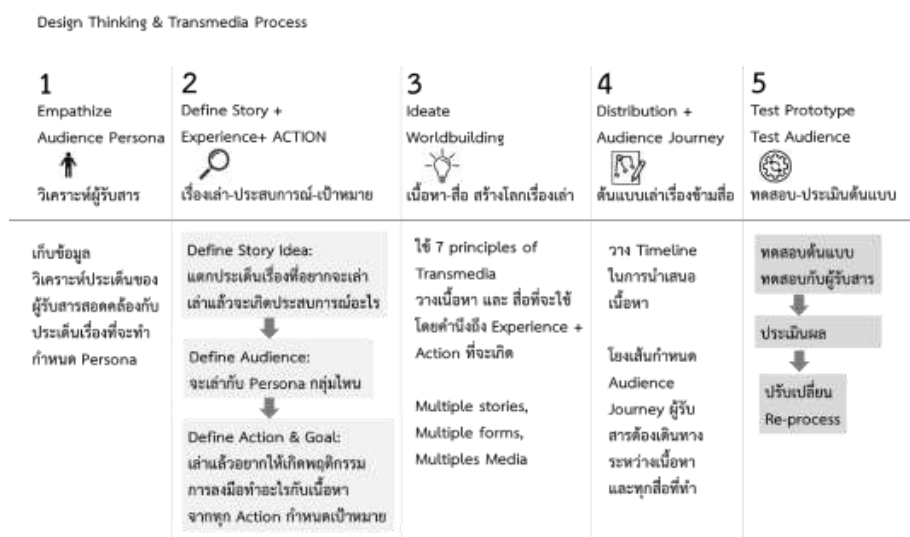 Design Thinking & Transmedia Process
1
Empathize
Audience Persona
วิเคราะห์ผู้รับสาร
เก็บข้อมูล
วิเคราะห์ประเด็นของ
ผู้รับสารสอดคล้องกับ
ประเด็นเรื่องที่จะทำ
กำหนด Persona
2
Define Story +
Experience+ ACTION
เรื่องเล่า-ประสบการณ์-เป้าหมาย
Define Story Idea:
แตกประเด็นเรื่องที่อยากจะเล่า
เล่าแล้วจะเกิดประสบการณ์อะไร
Define Audience:
จะเล่ากับ Persona กลุ่มไหน
Define Action & Goal:
เล่าแล้วอยากให้เกิดพฤติกรรม
การลงมือทำอะไรกับเนื้อหา
จากทุก Action กำหนดเป้าหมาย
3
Ideate
Worldbuilding
เนื้อหา-สื่อ สร้างโลกเรื่องเล่า
ใช้ 7 principles of
Transmedia
วางเนื้อหา และ สื่อที่จะใช้
โดยคำนึงถึง Experience +
Action ที่จะเกิด
Multiple stories,
Multiple forms,
Multiples Media
4
Distribution +
Audience Journey
ต้นแบบเล่าเรื่องข้ามสื่อ
วาง Timeline
ในการนำเสนอ
เนื้อหา
โยงเส้นกำหนด
Audience
Journey ผู้รับ
สารต้องเดินทาง
ระหว่างเนื้อหา
และทุกสื่อที่ทำ
5
Test Prototype
Test Audience
ทดสอบ-ประเมินต้นแบบ
ทดสอบต้นแบบ
ทดสอบกับผู้รับสาร
ประเมินผล
ปรับเปลี่ยน
Re-process